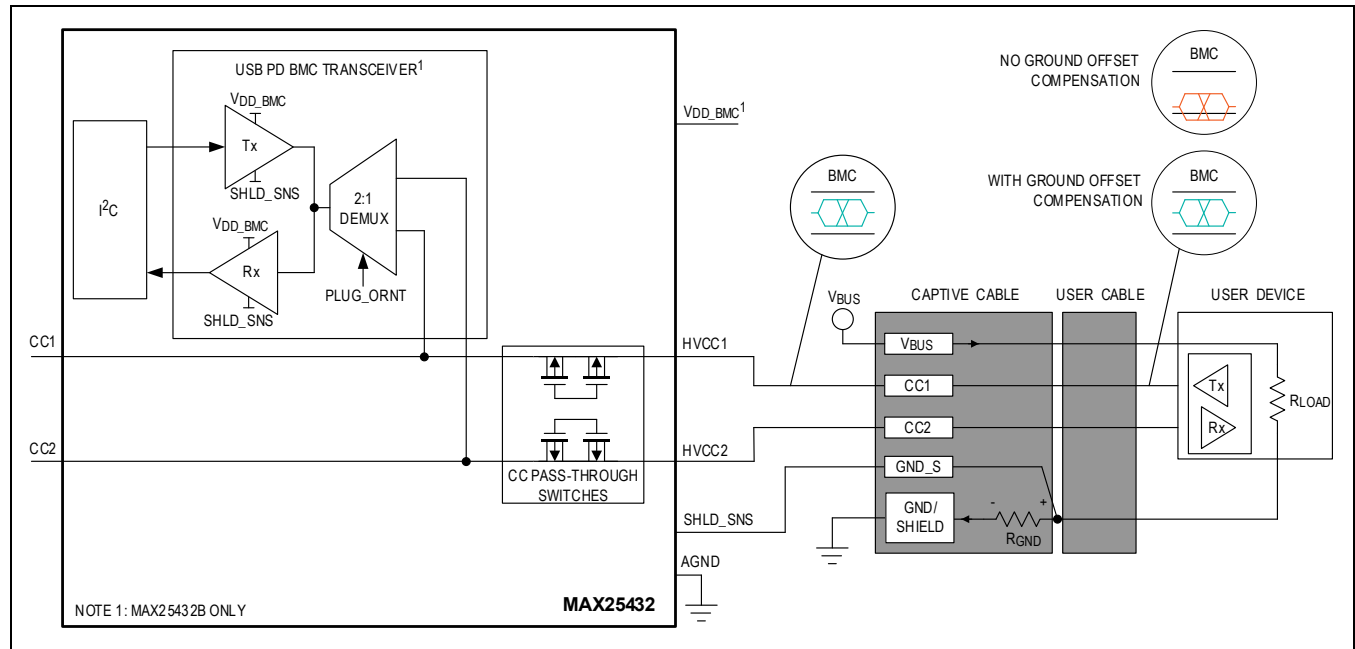 USB PD BMC TRANSCEIVER¹
VDD_BMC
Tx
SHLD_SNS
I²C
VDD_BMC
Rx
SHLD_SNS
2:1
DEMUX
PLUG_ORNT
CC1
CC2
CC PASS-THROUGH
SWITCHES
NOTE 1: MAX25432B ONLY
MAX25432
VDD_BMC¹
HVCC1
HVCC2
SHLD_SNS
AGND
BMC
NO GROUND OFFSET
COMPENSATION
BMC
WITH GROUND OFFSET
COMPENSATION
BMC
VBUS
CAPTIVE CABLE
VBUS
CC1
CC2
GND_S
GND/
SHIELD
- +
RGND
USER CABLE
USER DEVICE
Tx
Rx
RLOAD